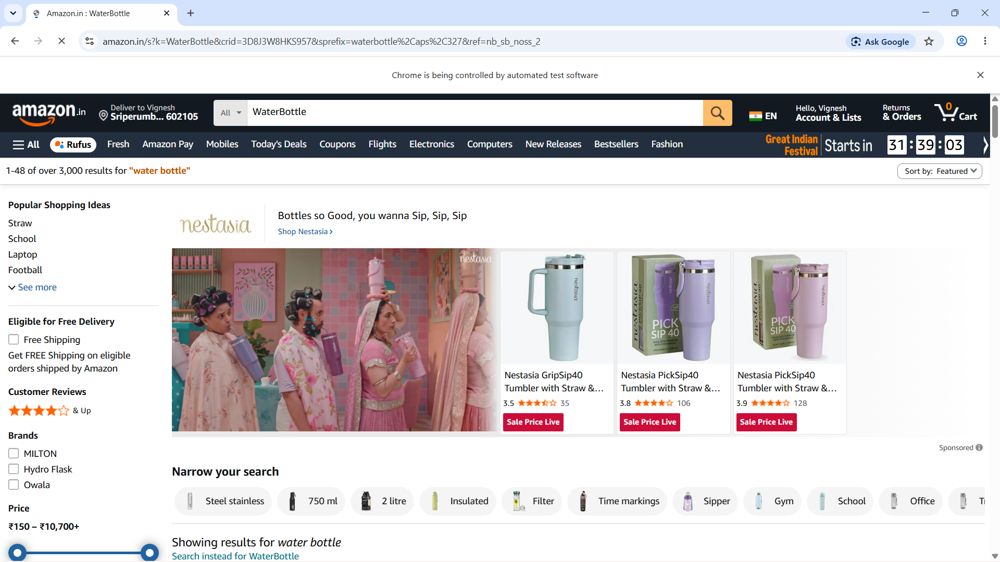 Amazon.in : WaterBottle
amazon.in/s?k=WaterBottle&crid=3D8J3W8HKS957&sprefix=waterbottle%2Caps%2C327&ref=nb_sb_noss_2
Ask Google
Chrome is being controlled by automated test software
amazon.in
Deliver to Vignesh
Sriperumb... 602105
All
WaterBottle
EN
Hello, Vignesh
Account & Lists
Returns
& Orders
0
Cart
All
Rufus
Fresh
Amazon Pay
Mobiles
Today's Deals
Coupons
Flights
Electronics
Computers
New Releases
Bestsellers
Fashion
Great Indian
Festival
Starts in
31 : 39 : 03
1-48 of over 3,000 results for "water bottle"
Sort by: Featured
Popular Shopping Ideas
Straw
School
Laptop
Football
See more
Eligible for Free Delivery
Free Shipping
Get FREE Shipping on eligible
orders shipped by Amazon
Customer Reviews
& Up
Brands
MILTON
Hydro Flask
Owala
Price
₹150 – ₹10,700+
nestasia
Bottles so Good, you wanna Sip, Sip, Sip
Shop Nestasia
nestasia
nestasia
Nestasia GripSip40
Tumbler with Straw &...
3.5
35
Sale Price Live
nestasia
PICKSIP40
PICK
SIP 40
nestasia
Nestasia PickSip40
Tumbler with Straw &...
3.8
106
Sale Price Live
nestasia
PICK
SIP 40
nestasia
Nestasia PickSip40
Tumbler with Straw &...
3.9
128
Sale Price Live
Sponsored
Narrow your search
Steel stainless
750 ml
2 litre
Insulated
Filter
Time markings
Sipper
Gym
School
Office
Showing results for water bottle
Search instead for WaterBottle